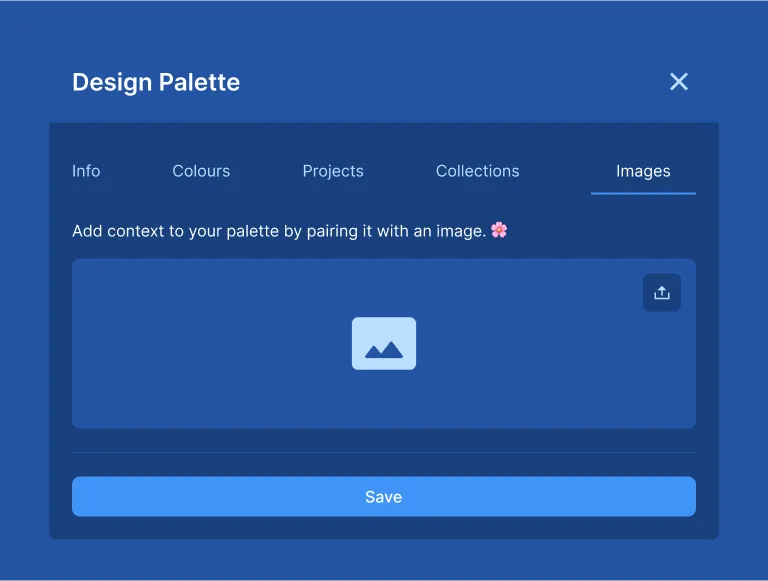 Design Palette
Info Colours Projects Collections Images
Add context to your palette by pairing it with an image. 🌸
Save